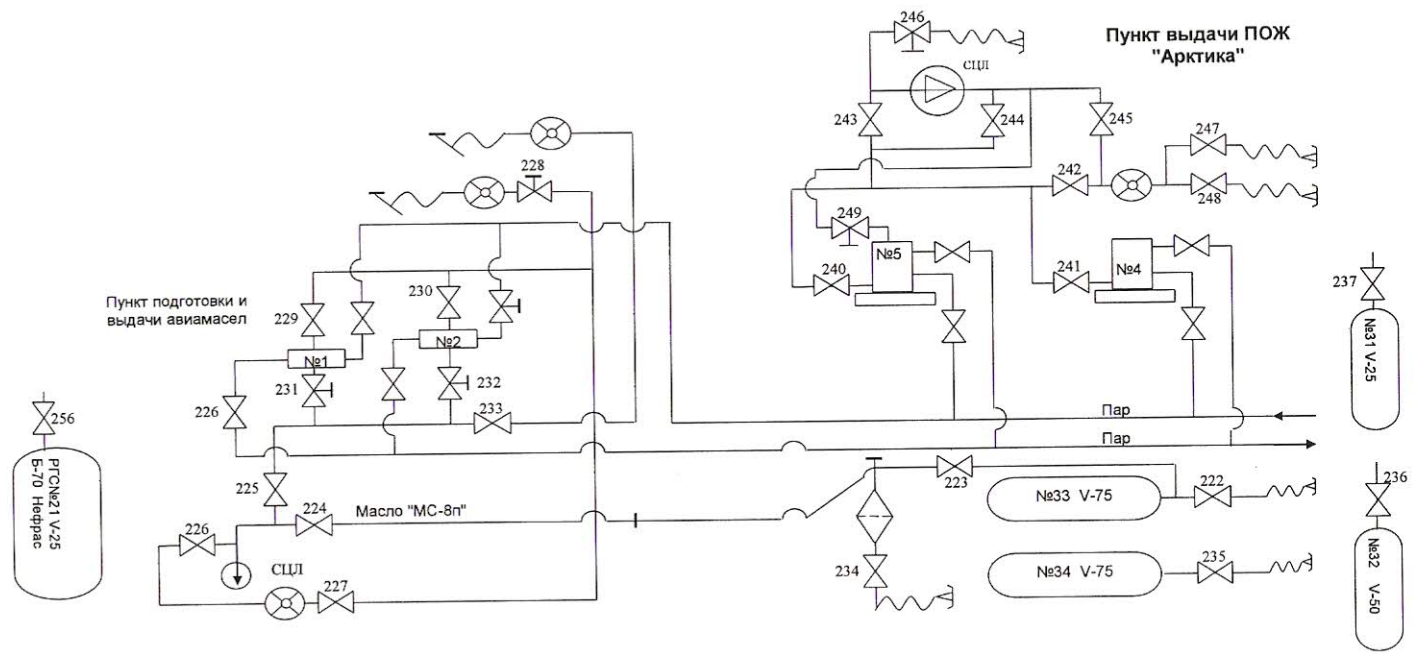 246
Пункт выдачи ПОЖ
"Арктика"
СЦЛ
243
244
245
247
228
242
248
249
№5
№4
240
241
237
№31 V-25
Пункт подготовки и
выдачи авиамасел
229
230
№1
№2
231
232
226
233
256
РГС№21 V-25
Б-70 Нефрас
Пар
Пар
225
224
Масло "МС-8п"
223
№33 V-75
222
236
226
СЦЛ
227
234
№34 V-75
235
№32 V-50